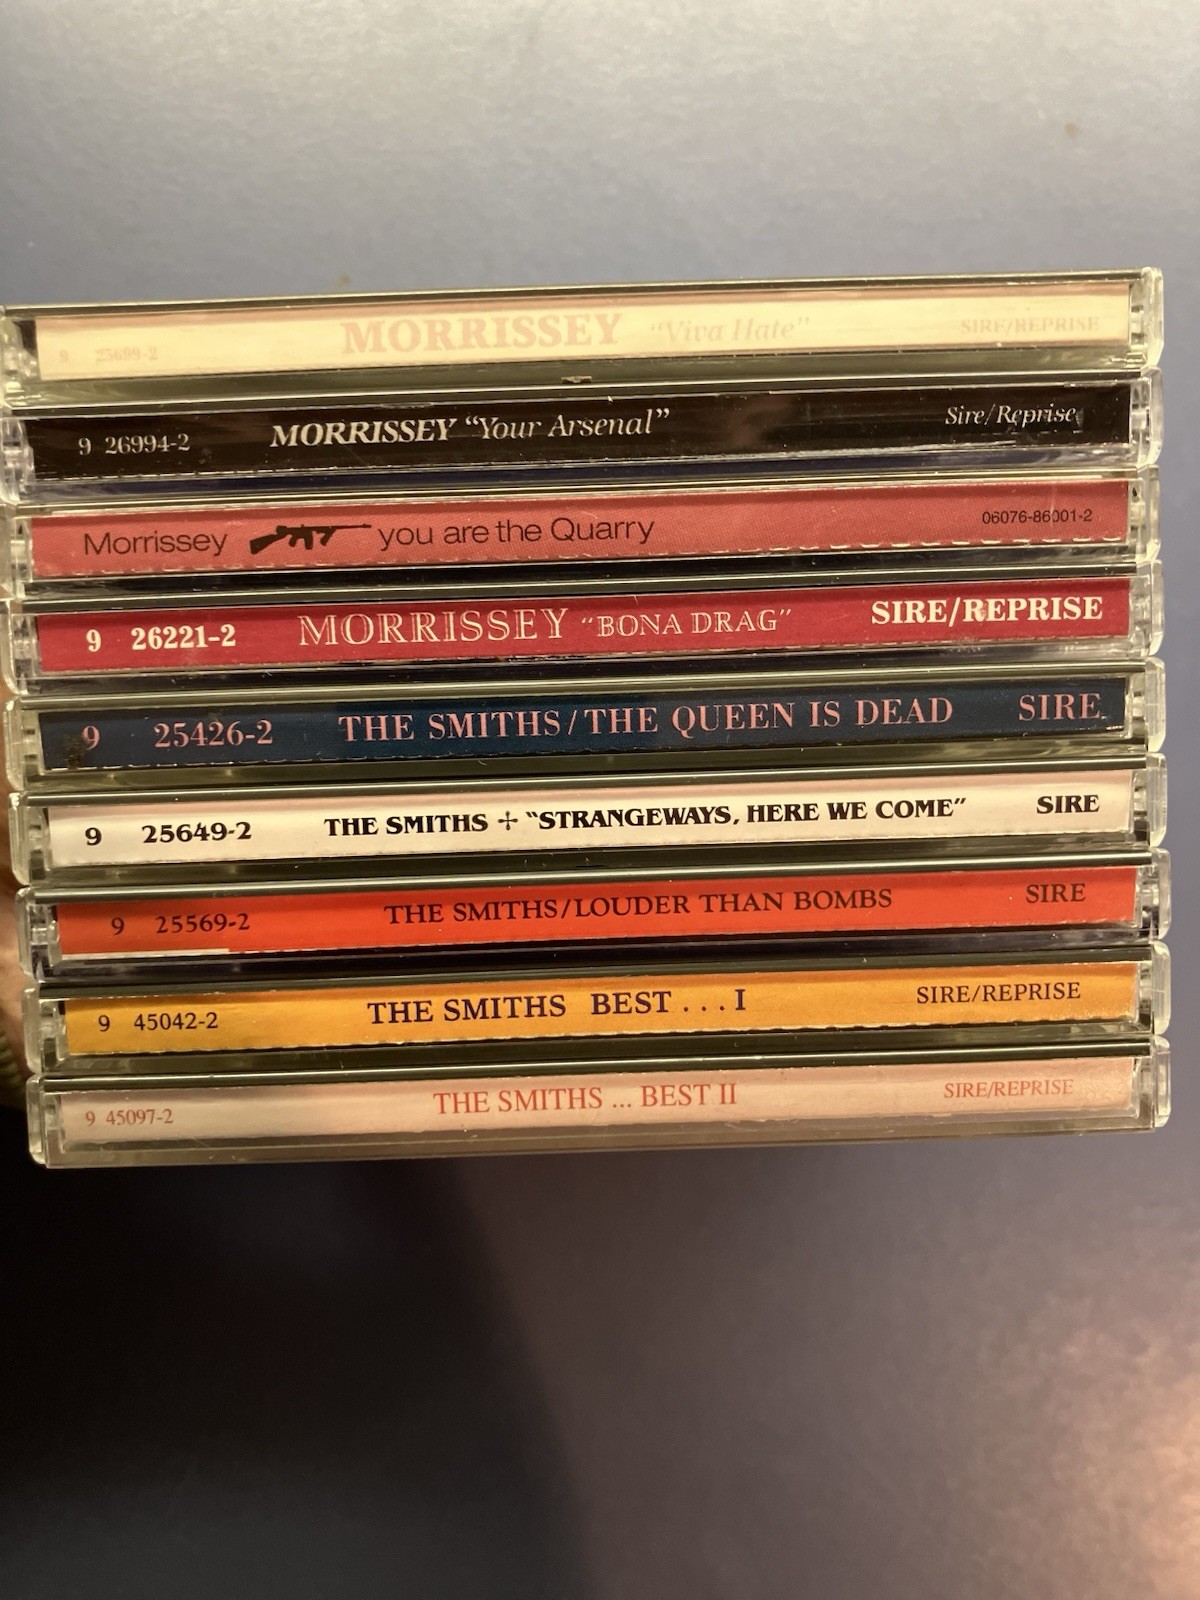 9 25699-2 MORRISSEY "Viva Hate" SIRE/REPRISE
9 26994-2 MORRISSEY “Your Arsenal” Sire/Reprise
Morrissey you are the Quarry 06076-86001-2
9 26221-2 MORRISSEY "BONA DRAG" SIRE/REPRISE
9 25426-2 THE SMITHS/THE QUEEN IS DEAD SIRE
9 25649-2 THE SMITHS + “STRANGEWAYS, HERE WE COME” SIRE
9 25569-2 THE SMITHS/LOUDER THAN BOMBS SIRE
9 45042-2 THE SMITHS BEST . . . I SIRE/REPRISE
9 45097-2 THE SMITHS ... BEST II SIRE/REPRISE